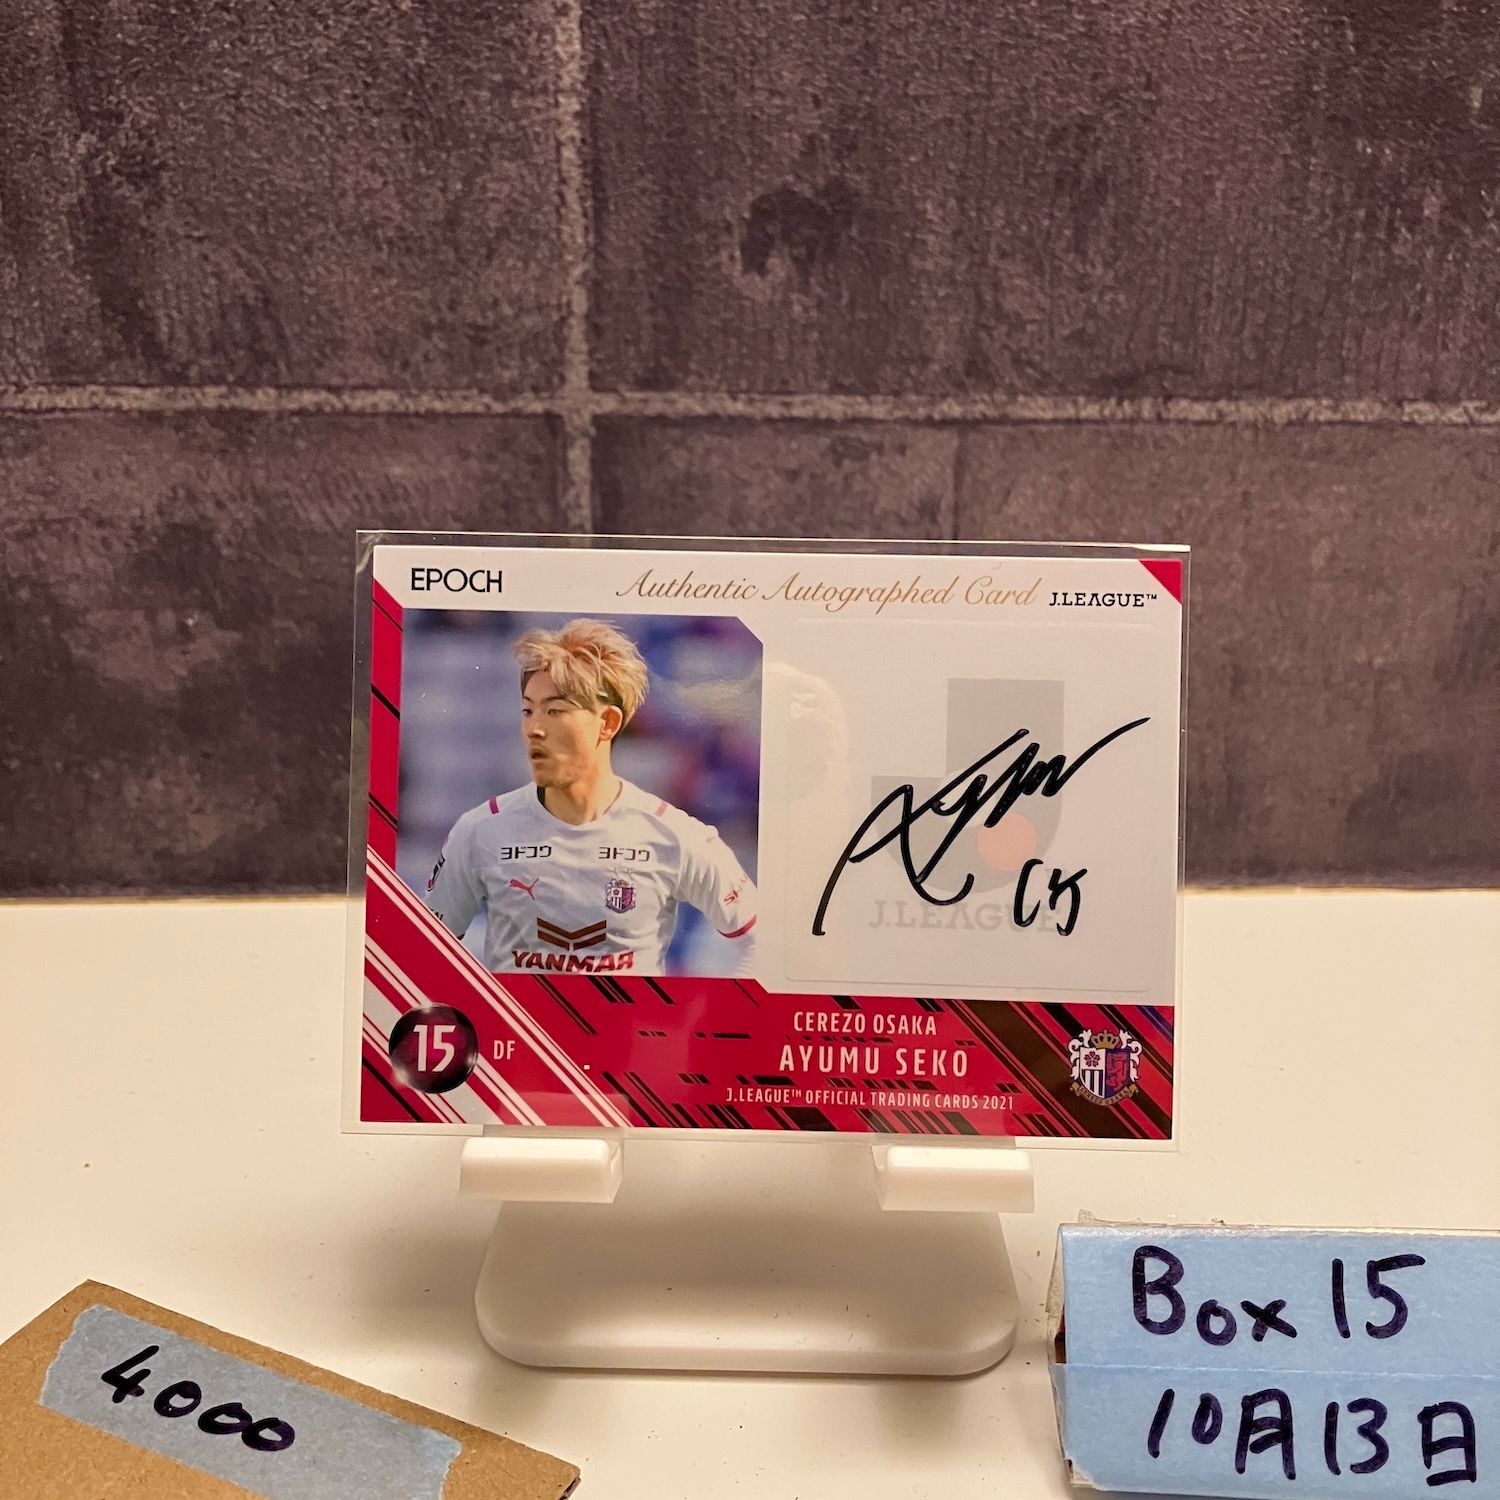 EPOCH
Authentic Autographed Card
J.LEAGUE™
ヨドコウ ヨドコウ
YANMAR
J.LEAGUE
15
DF
CEREZO OSAKA
AYUMU SEKO
J.LEAGUE™ OFFICIAL TRADING CARDS 2021
4000
Box 15
10月13日